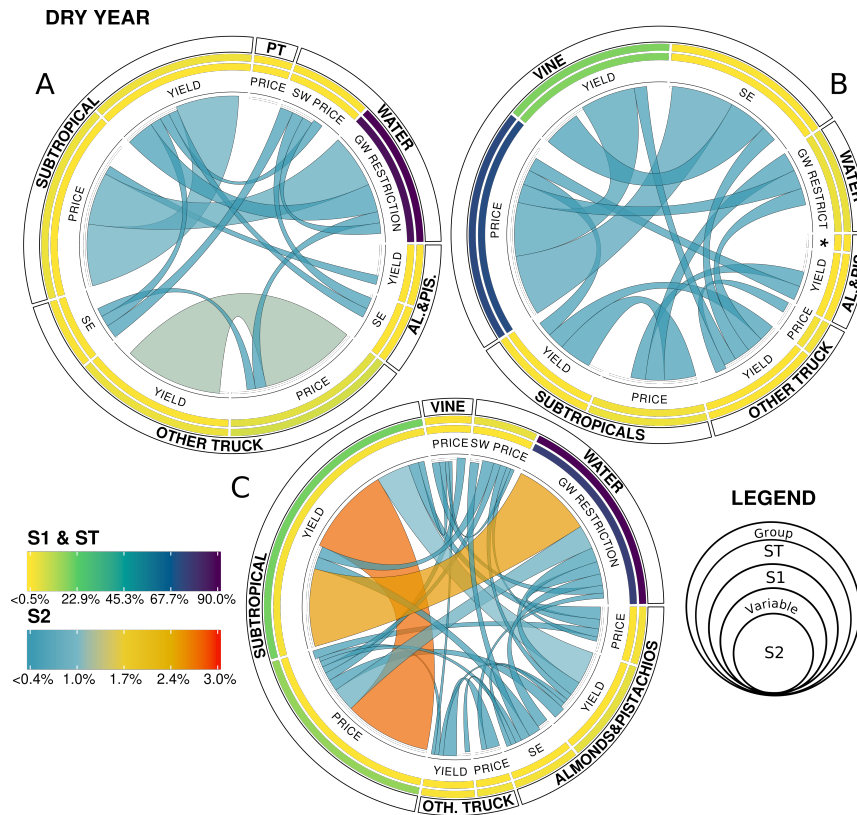 DRY YEAR
A
PT
SUBTROPICAL
WATER
AL.&PIS.
OTHER TRUCK
YIELD
PRICE
SW PRICE
GW RESTRICTION
YIELD
SE
PRICE
YIELD
SE
PRICE
B
VINE
WATER
AL.&PIS.
OTHER TRUCK
SUBTROPICALS
YIELD
SE
GW RESTRICT
*
YIELD
PRICE
YIELD
PRICE
YIELD
PRICE
C
VINE
WATER
ALMONDS&PISTACHIOS
OTH. TRUCK
SUBTROPICAL
PRICE
SW PRICE
GW RESTRICTION
PRICE
YIELD
SE
PRICE
YIELD
PRICE
YIELD
S1 & ST
<0.5% 22.9% 45.3% 67.7% 90.0%
S2
<0.4% 1.0% 1.7% 2.4% 3.0%
LEGEND
Group
ST
S1
Variable
S2